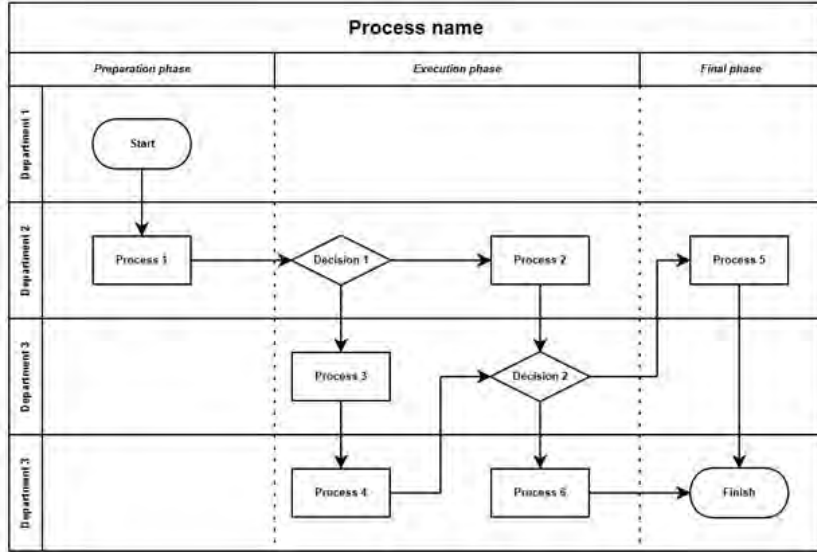 Process name
Preparation phase
Execution phase
Final phase
Department 1
Start
Department 2
Process 1
Decision 1
Process 2
Process 5
Department 3
Process 3
Decision 2
Department 3
Process 4
Process 6
Finish